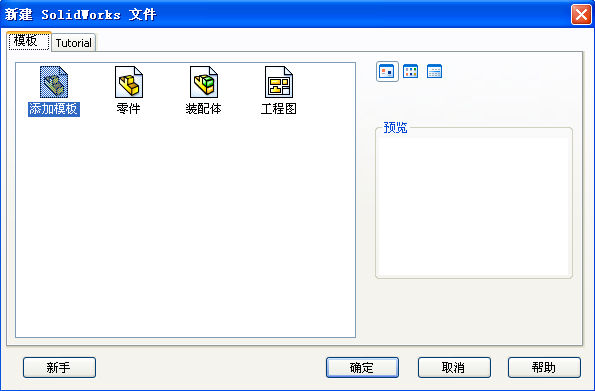 新建 SolidWorks 文件
模板 Tutorial
添加模板 零件 装配体 工程图
预览
新手 确定 取消 帮助